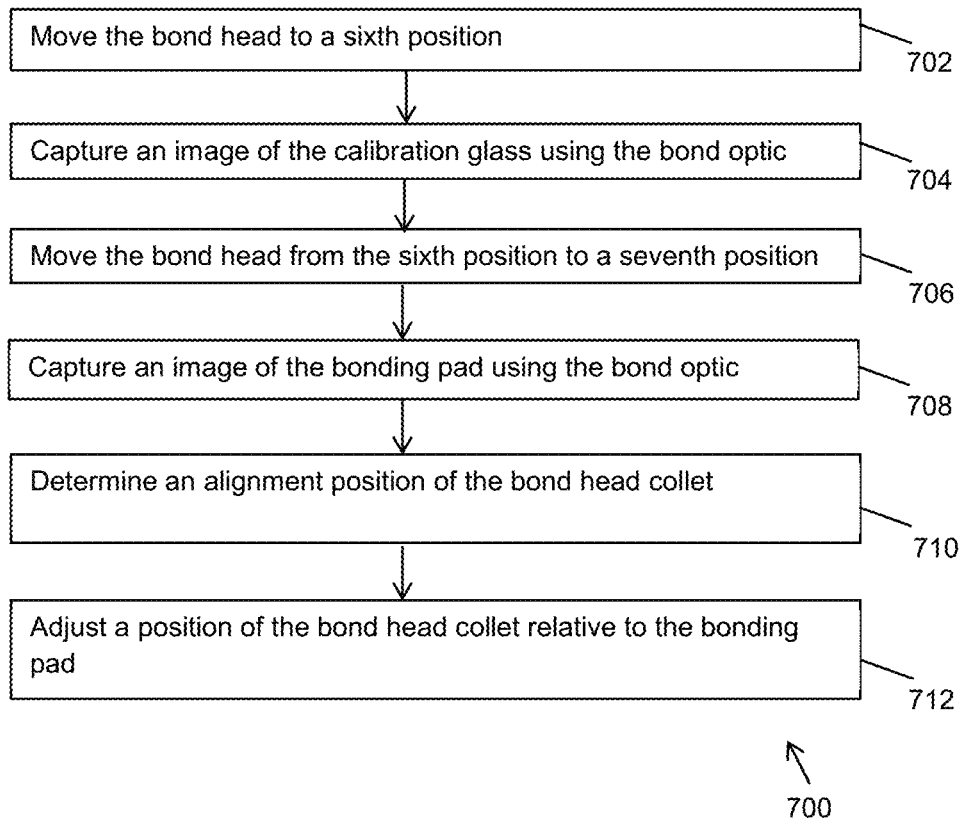 Move the bond head to a sixth position
702
Capture an image of the calibration glass using the bond optic
704
Move the bond head from the sixth position to a seventh position
706
Capture an image of the bonding pad using the bond optic
708
Determine an alignment position of the bond head collet
710
Adjust a position of the bond head collet relative to the bonding
pad
712
700